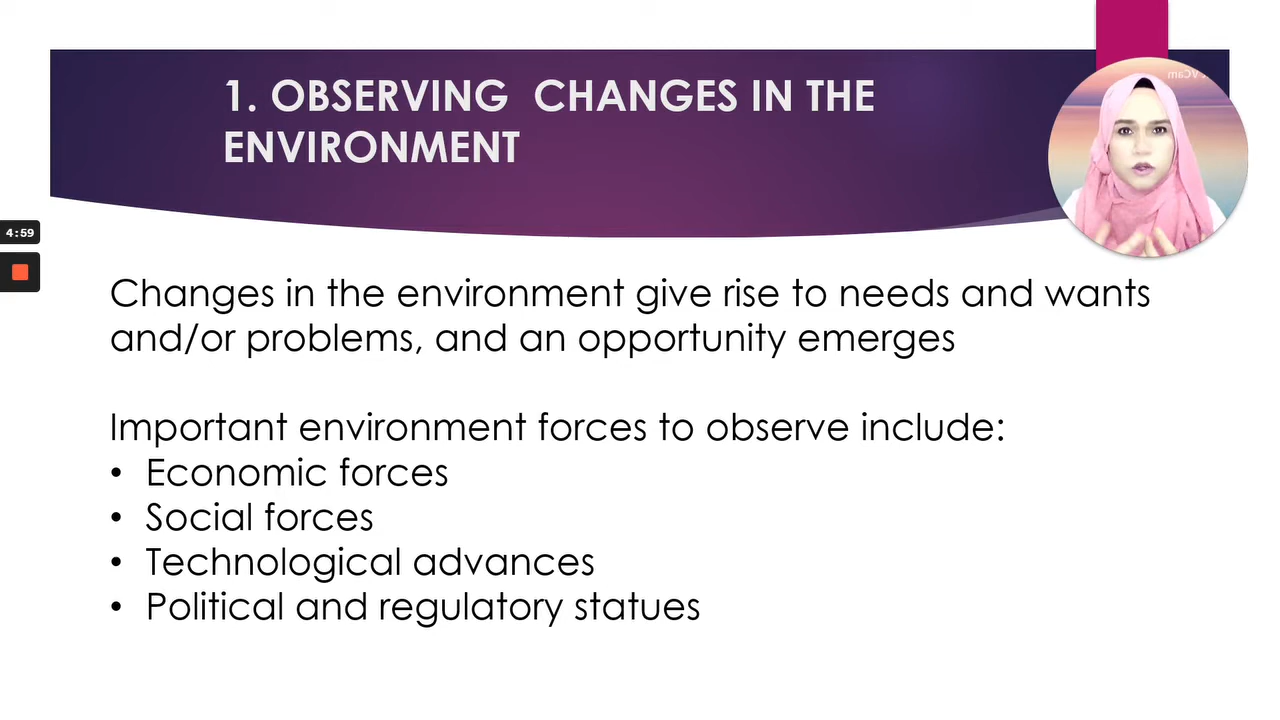 1. OBSERVING CHANGES IN THE
ENVIRONMENT
4:59
Changes in the environment give rise to needs and wants
and/or problems, and an opportunity emerges
Important environment forces to observe include:
• Economic forces
• Social forces
• Technological advances
• Political and regulatory statues